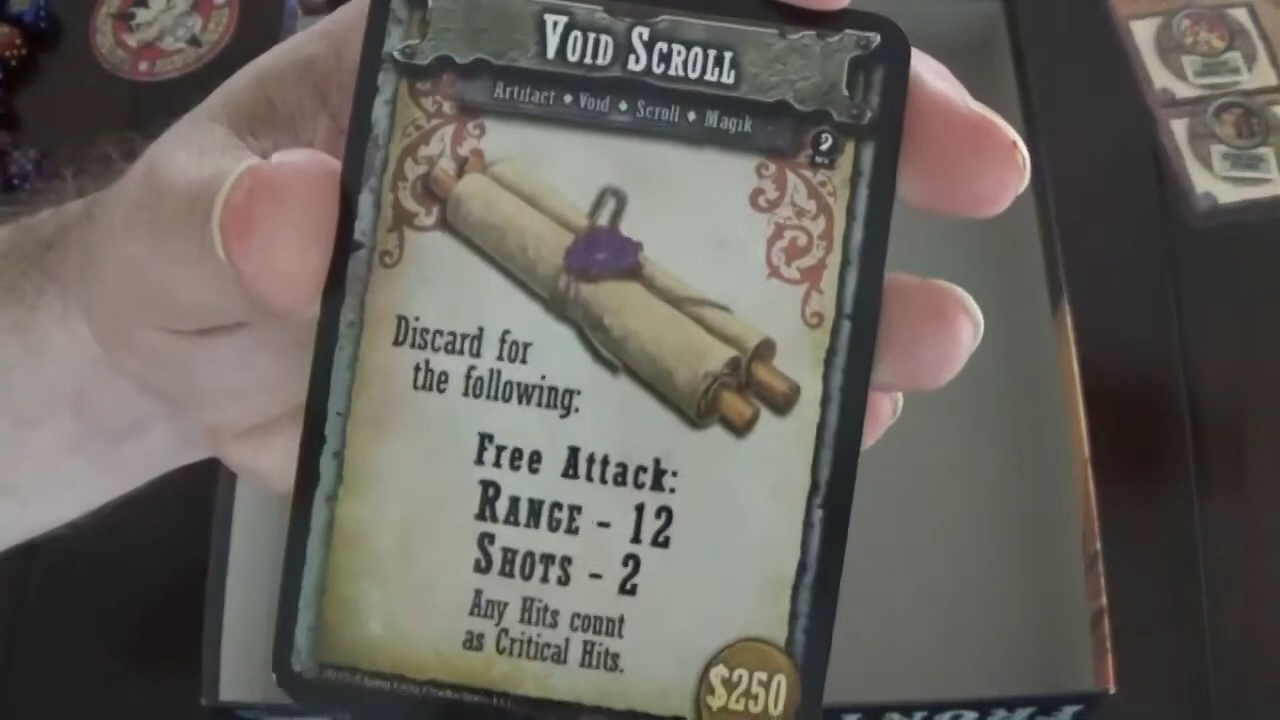 VOID SCROLL
Artifact ◆ Void ◆ Scroll ◆ Magik
Discard for
the following:
Free Attack:
RANGE - 12
SHOTS - 2
Any Hits count
as Critical Hits.
$250